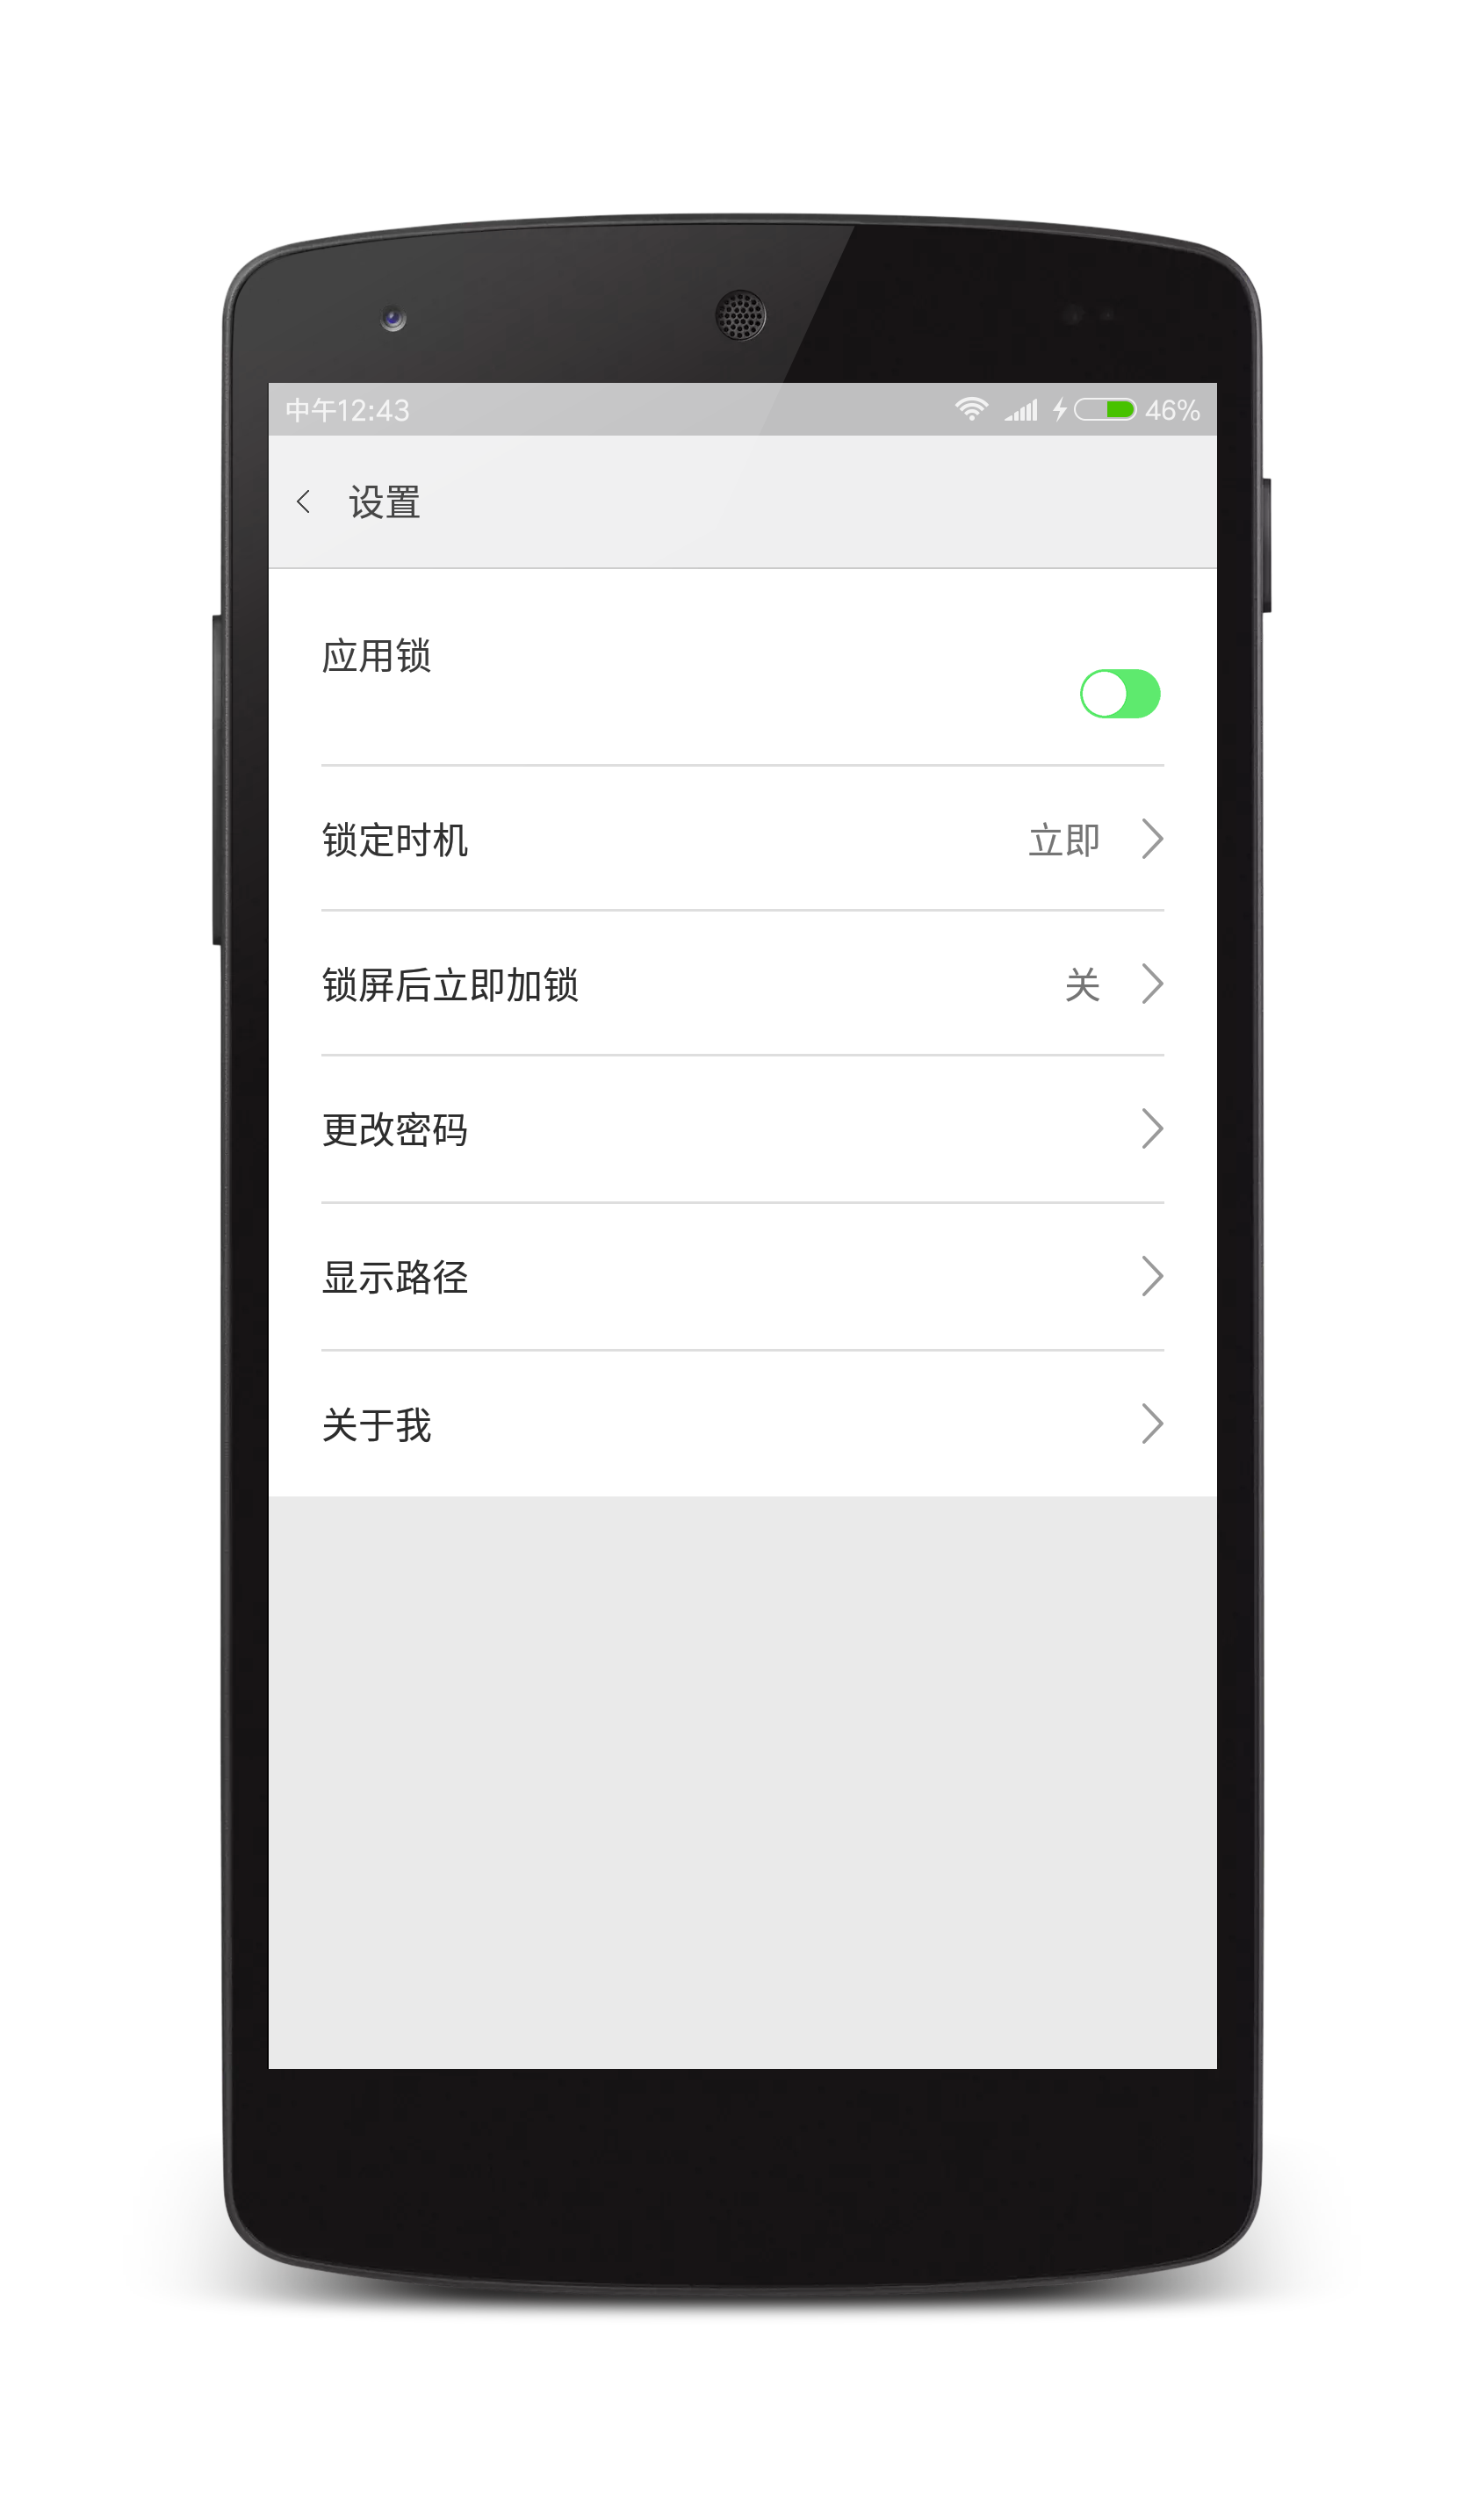 中午12:43 46%
设置
应用锁
锁定时机 立即
锁屏后立即加锁 关
更改密码
显示路径
关于我